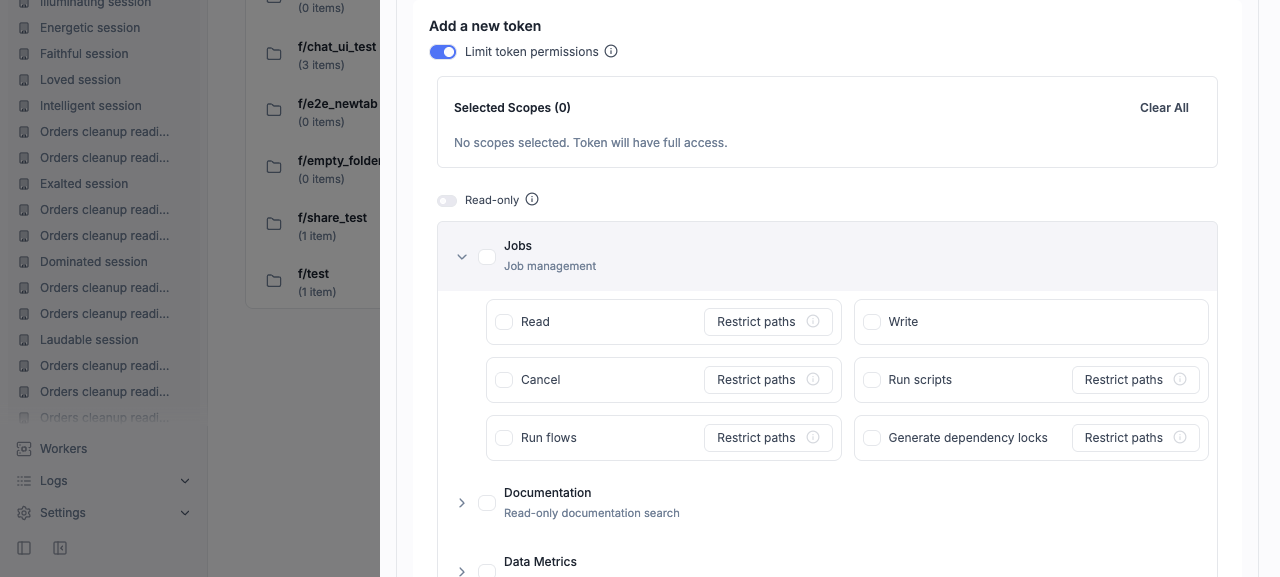 Illuminating session
Energetic session
Faithful session
Loved session
Intelligent session
Orders cleanup readi...
Orders cleanup readi...
Exalted session
Orders cleanup readi...
Orders cleanup readi...
Dominated session
Orders cleanup readi...
Orders cleanup readi...
Laudable session
Orders cleanup readi...
Orders cleanup readi...
Orders cleanup readi...
Workers
Logs
Settings
(0 items)
f/chat_ui_test
(3 items)
f/e2e_newtab
(0 items)
f/empty_folder
(0 items)
f/share_test
(1 item)
f/test
(1 item)
Add a new token
Limit token permissions
Selected Scopes (0)
Clear All
No scopes selected. Token will have full access.
Read-only
Jobs
Job management
Read
Restrict paths
Write
Cancel
Restrict paths
Run scripts
Restrict paths
Run flows
Restrict paths
Generate dependency locks
Restrict paths
Documentation
Read-only documentation search
Data Metrics